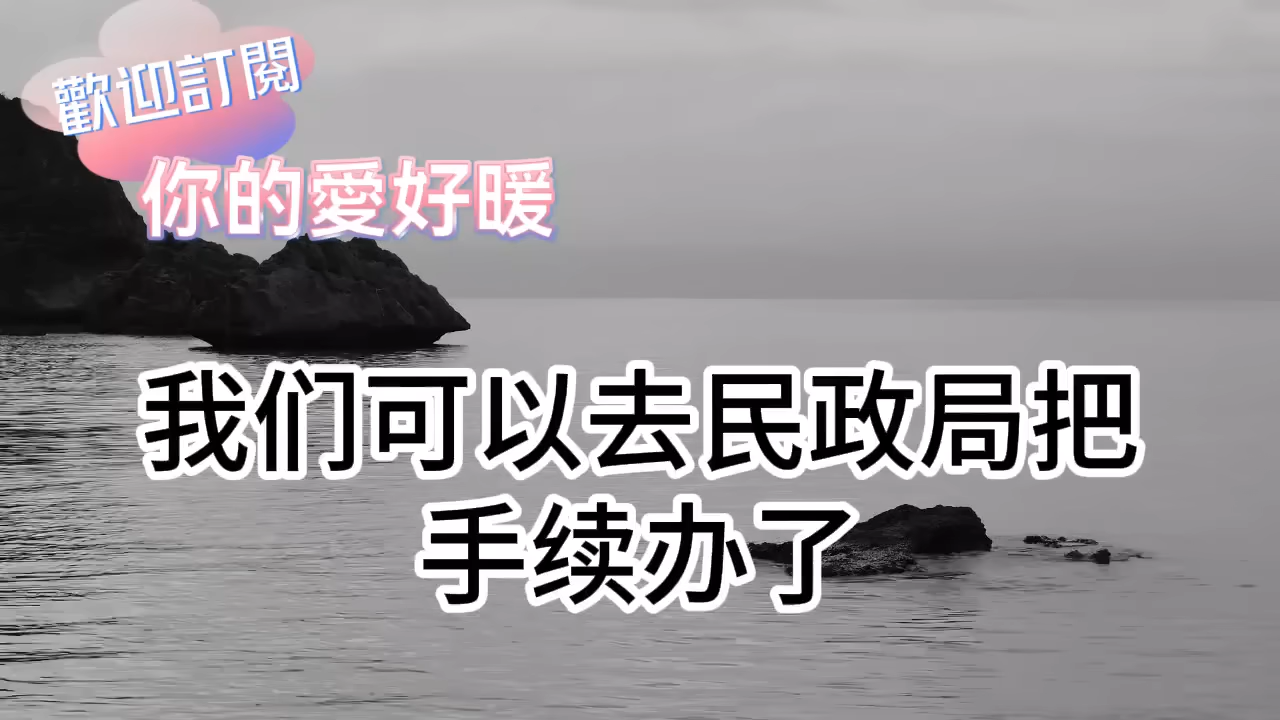 歡迎訂閱
你的愛好暖
我们可以去民政局把
手续办了